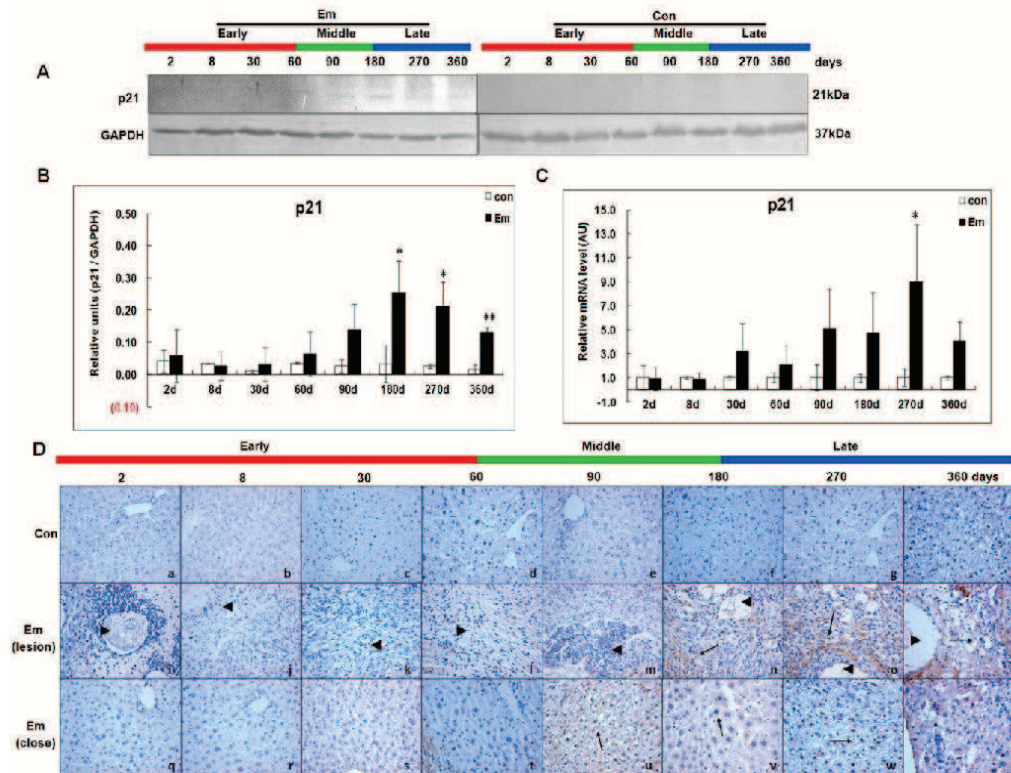 Em Con
Early Middle Late Early Middle Late
2 8 30 60 90 180 270 360 2 8 30 60 90 180 270 360 days
A
p21 21kDa
GAPDH 37kDa
B C
p21
con
Em
Relative units (p21 / GAPDH)
0.50
0.40
0.30
0.20
0.10
0.00
(0.10)
* * **
2d 8d 30d 60d 90d 180d 270d 360d
p21
con
Em
Relative mRNA level (AU)
15.0
13.0
11.0
9.0
7.0
5.0
3.0
1.0
-1.0
*
2d 8d 30d 60d 90d 180d 270d 360d
D Early Middle Late
2 8 30 60 90 180 270 360 days
Con
a b c d e f g
Em
(lesion)
h j k l m n o
Em
(close)
q r s t u v w